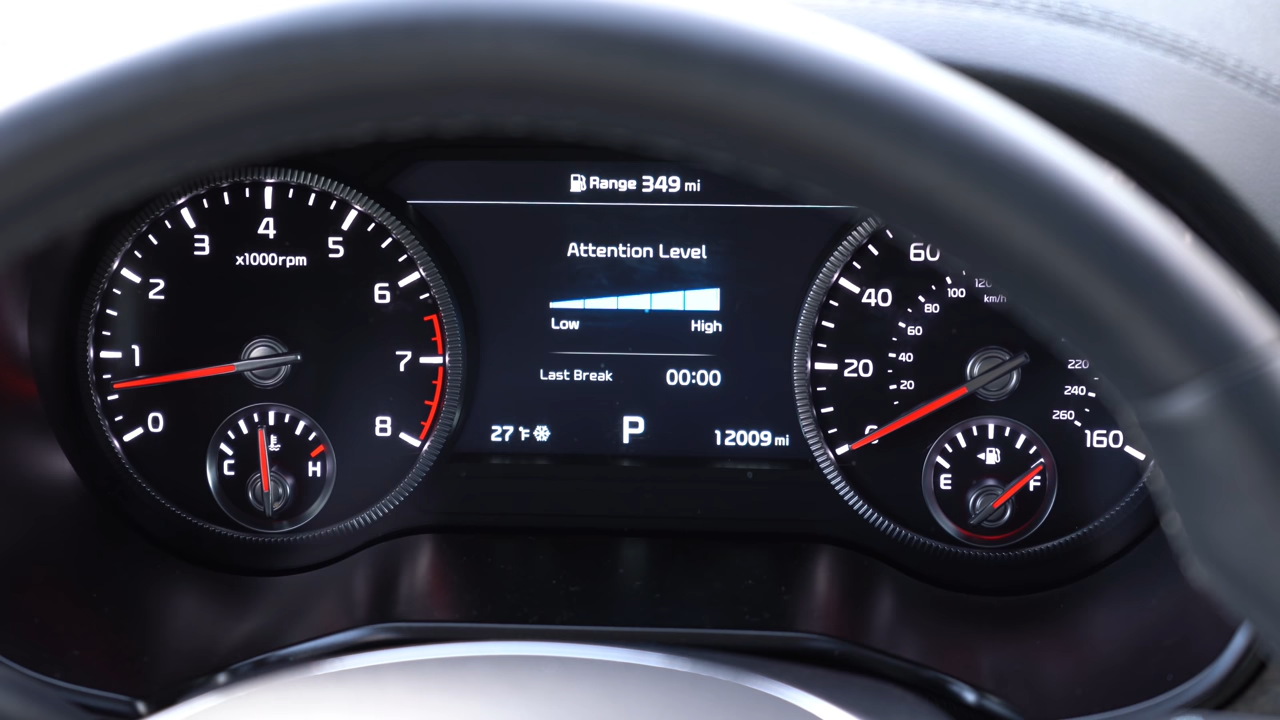 Range 349 mi
Attention Level
Low High
Last Break 00:00
27 °F P 12009 mi
0
1
2
3
4
5
6
7
8
x1000rpm
C H
20
40
60
160
20
40
60
80
100
120
km/h
220
240
260
E F